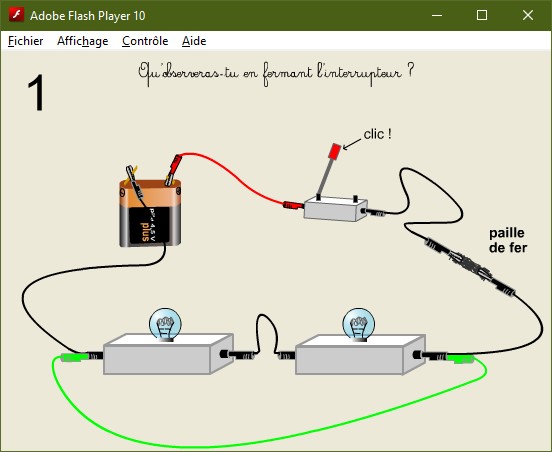 Adobe Flash Player 10
Fichier Affichage Contrôle Aide
1
Qu'observeras-tu en fermant l'interrupteur ?
clic !
plus
4,5 V
paille
de fer